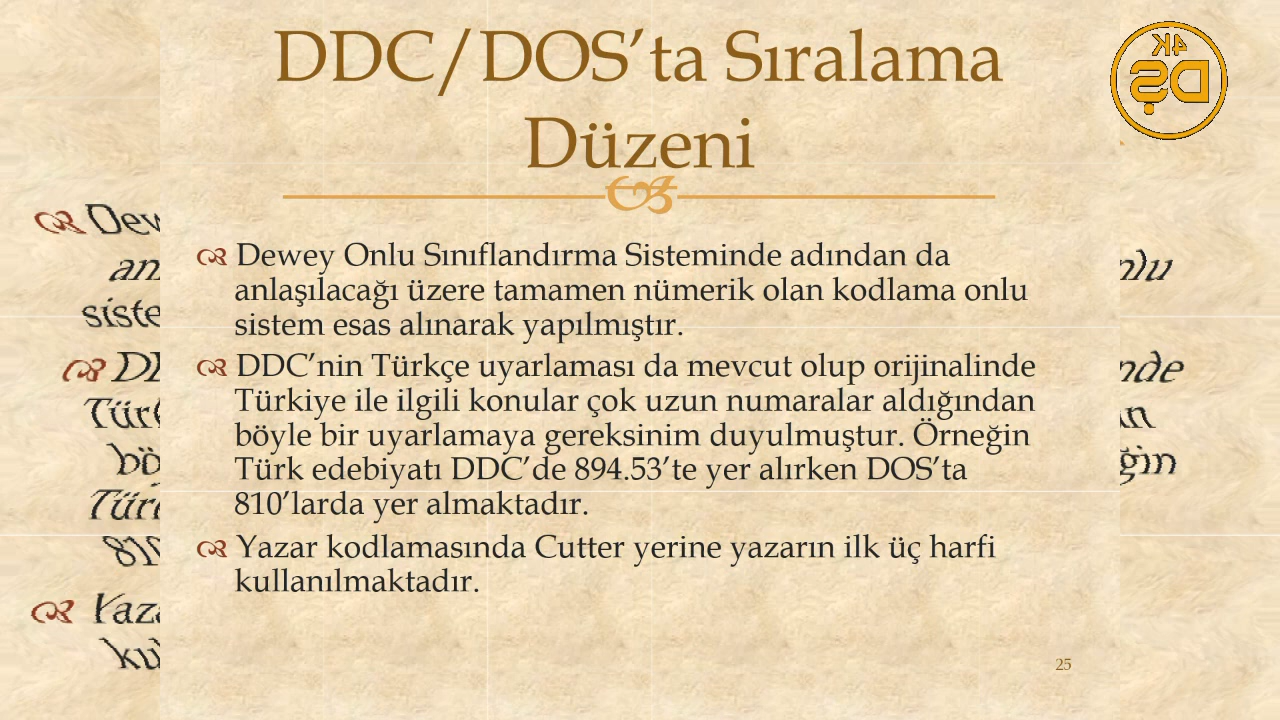 DDC/DOS’ta Sıralama
Düzeni
Dewey Onlu Sınıflandırma Sisteminde adından da
anlaşılacağı üzere tamamen nümerik olan kodlama onlu
sistem esas alınarak yapılmıştır.
DDC’nin Türkçe uyarlaması da mevcut olup orijinalinde
Türkiye ile ilgili konular çok uzun numaralar aldığından
böyle bir uyarlamaya gereksinim duyulmuştur. Örneğin
Türk edebiyatı DDC’de 894.53’te yer alırken DOS’ta
810’larda yer almaktadır.
Yazar kodlamasında Cutter yerine yazarın ilk üç harfi
kullanılmaktadır.
25
4K
DŞ